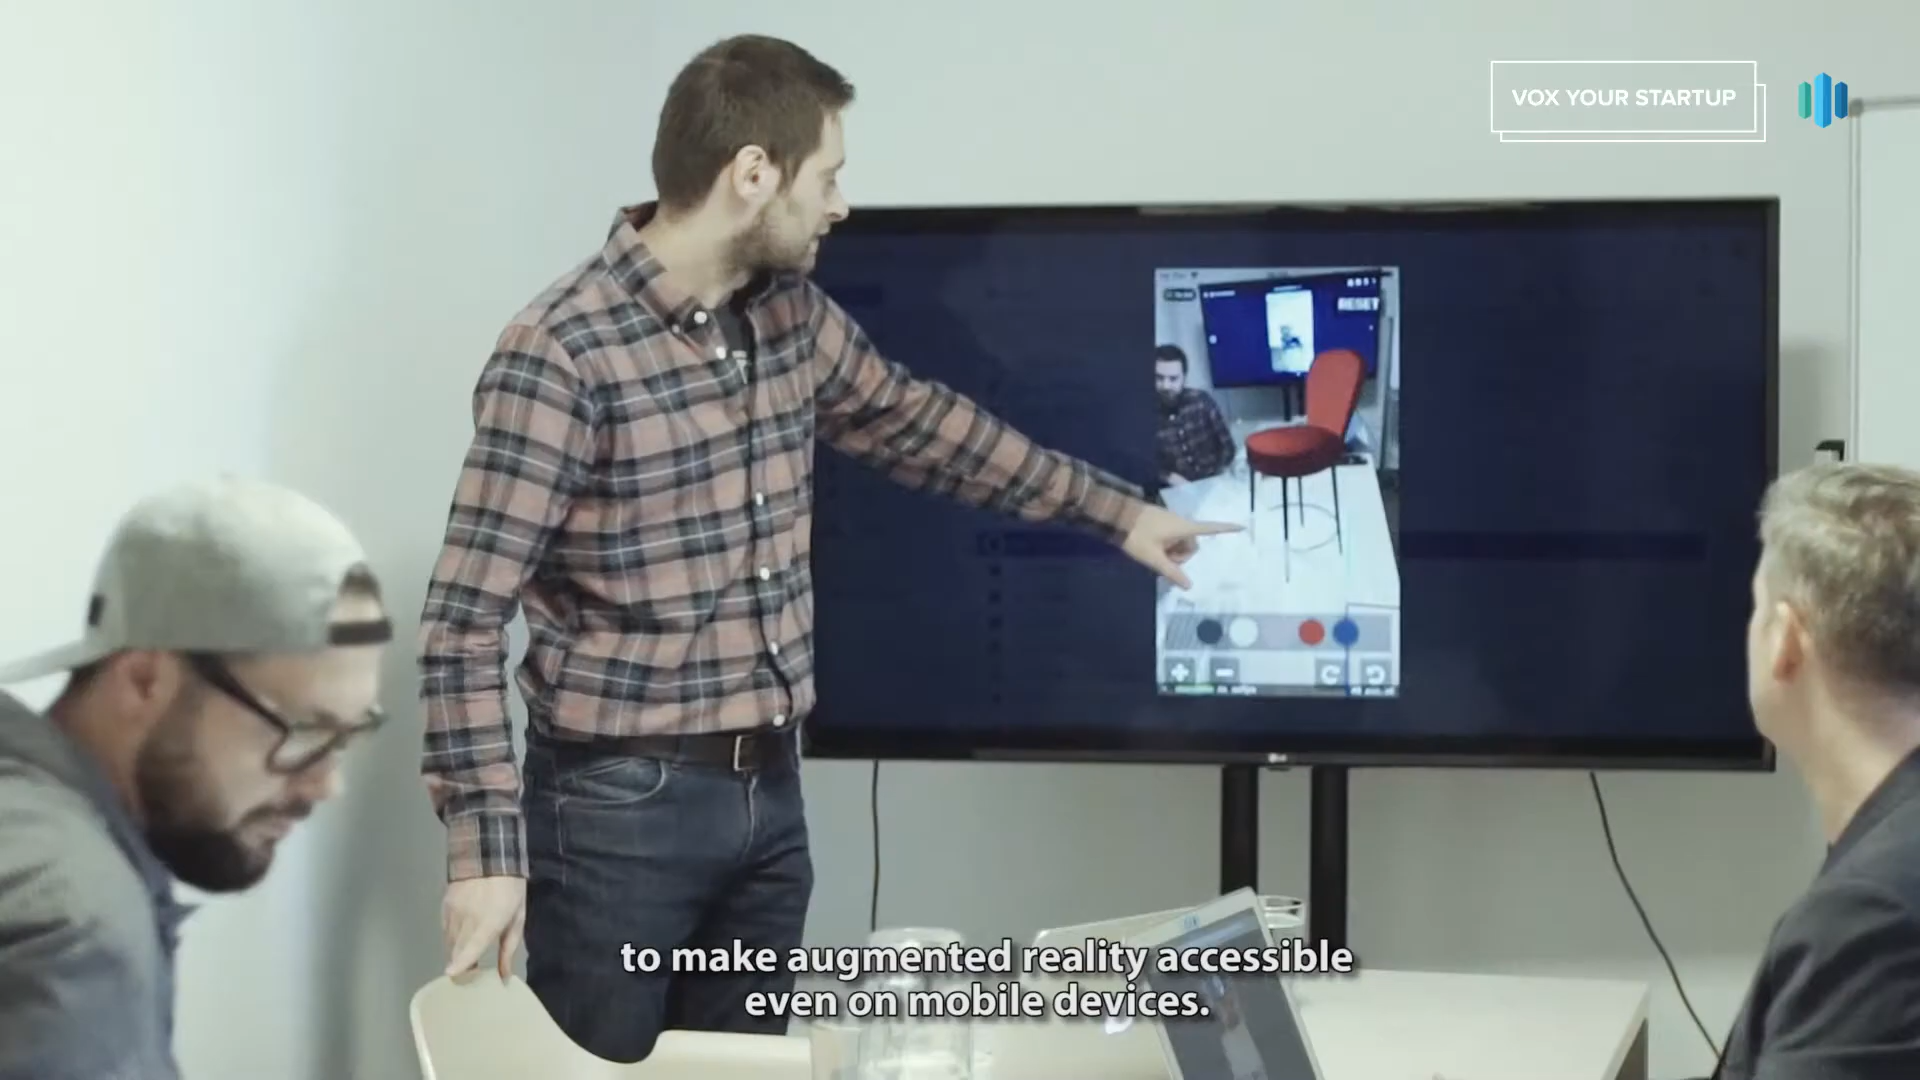 VOX YOUR STARTUP
RESET
to make augmented reality accessible
even on mobile devices.